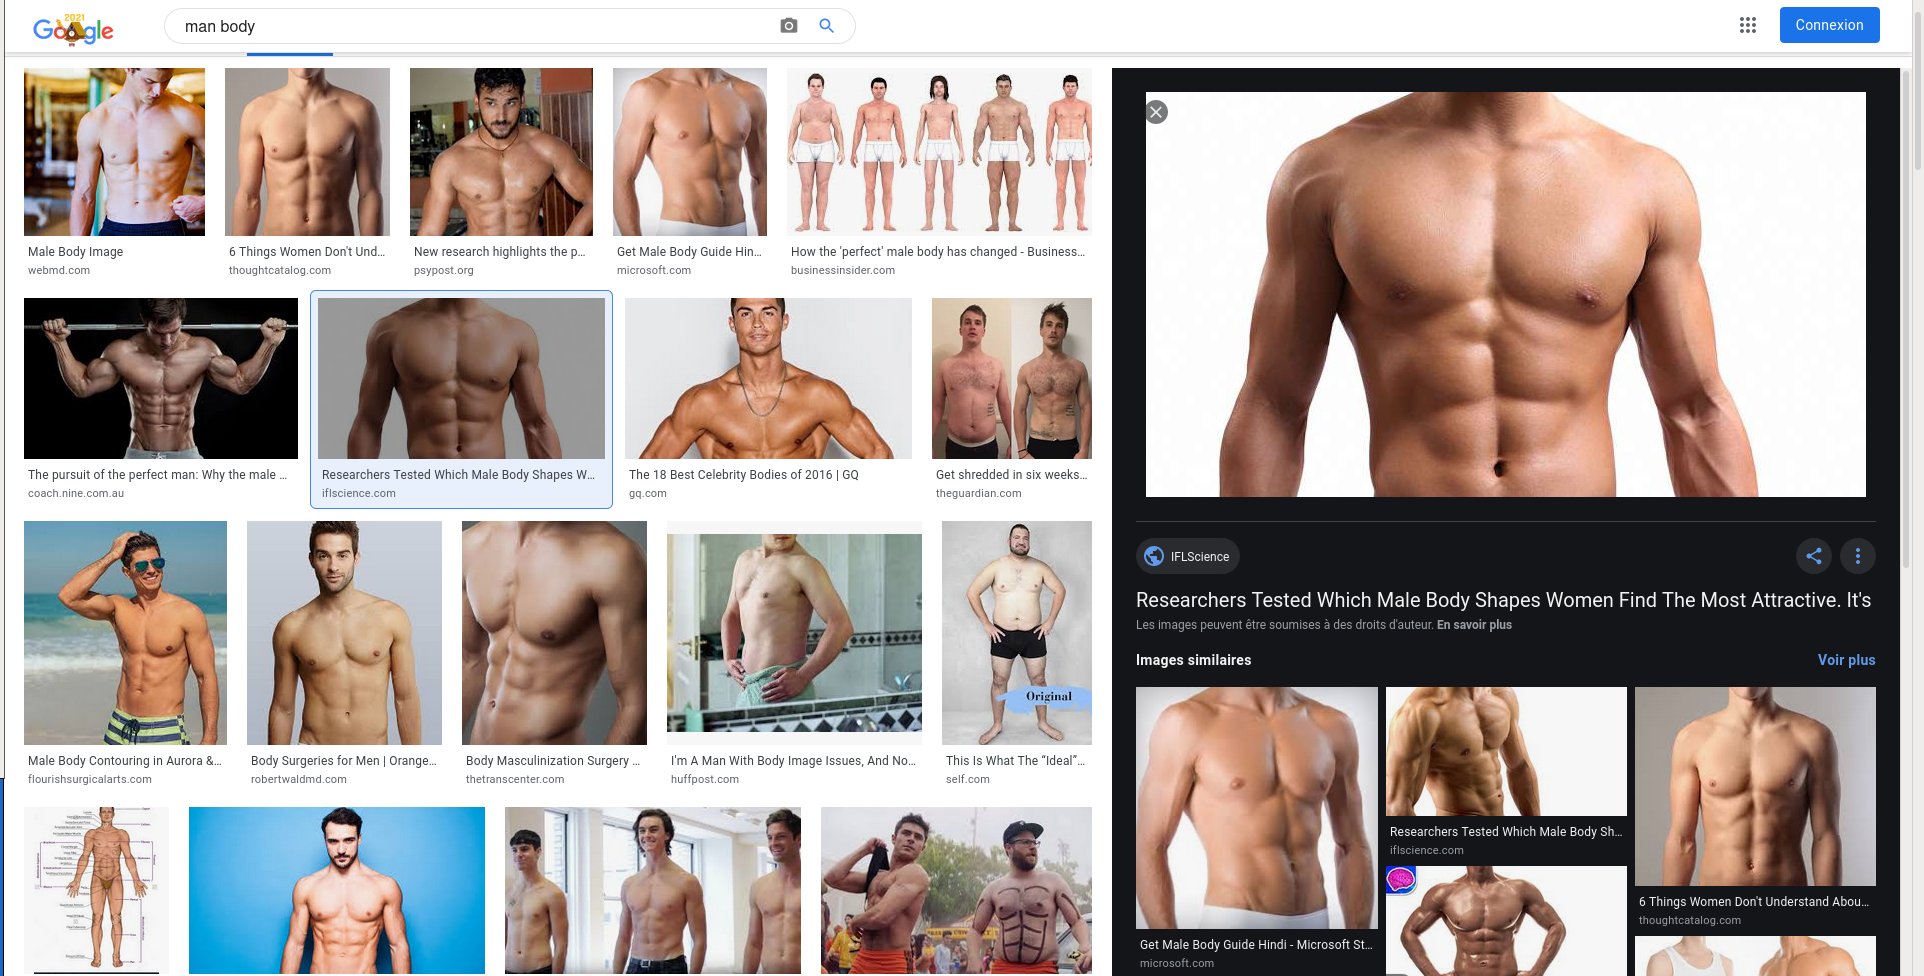 2021
Google
man body
Connexion
Male Body Image
webmd.com
6 Things Women Don't Und...
thoughtcatalog.com
New research highlights the p...
psypost.org
Get Male Body Guide Hin...
microsoft.com
How the 'perfect' male body has changed - Business...
businessinsider.com
The pursuit of the perfect man: Why the male ...
coach.nine.com.au
Researchers Tested Which Male Body Shapes W...
iflscience.com
The 18 Best Celebrity Bodies of 2016 | GQ
gq.com
Get shredded in six weeks...
theguardian.com
Original
Male Body Contouring in Aurora &...
flourishsurgicalarts.com
Body Surgeries for Men | Orange...
robertwaldmd.com
Body Masculinization Surgery ...
thetranscenter.com
I'm A Man With Body Image Issues, And No...
huffpost.com
This Is What The “Ideal”...
self.com
IFLScience
Researchers Tested Which Male Body Shapes Women Find The Most Attractive. It's
Les images peuvent être soumises à des droits d'auteur. En savoir plus
Images similaires
Voir plus
Get Male Body Guide Hindi - Microsoft St...
microsoft.com
Researchers Tested Which Male Body Sh...
iflscience.com
6 Things Women Don't Understand Abou...
thoughtcatalog.com